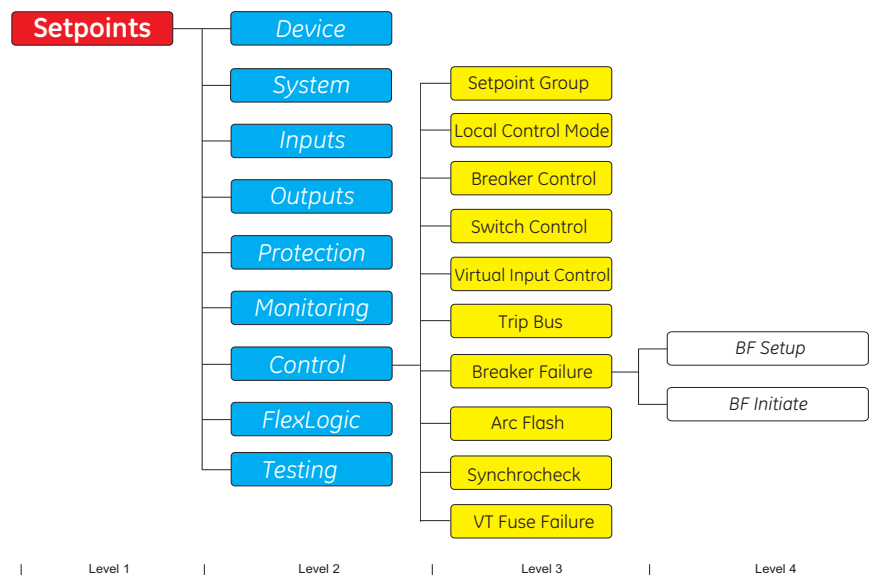 Setpoints
Device
System
Inputs
Outputs
Protection
Monitoring
Control
FlexLogic
Testing
Setpoint Group
Local Control Mode
Breaker Control
Switch Control
Virtual Input Control
Trip Bus
Breaker Failure
Arc Flash
Synchrocheck
VT Fuse Failure
BF Setup
BF Initiate
| Level 1 | Level 2 | Level 3 | Level 4